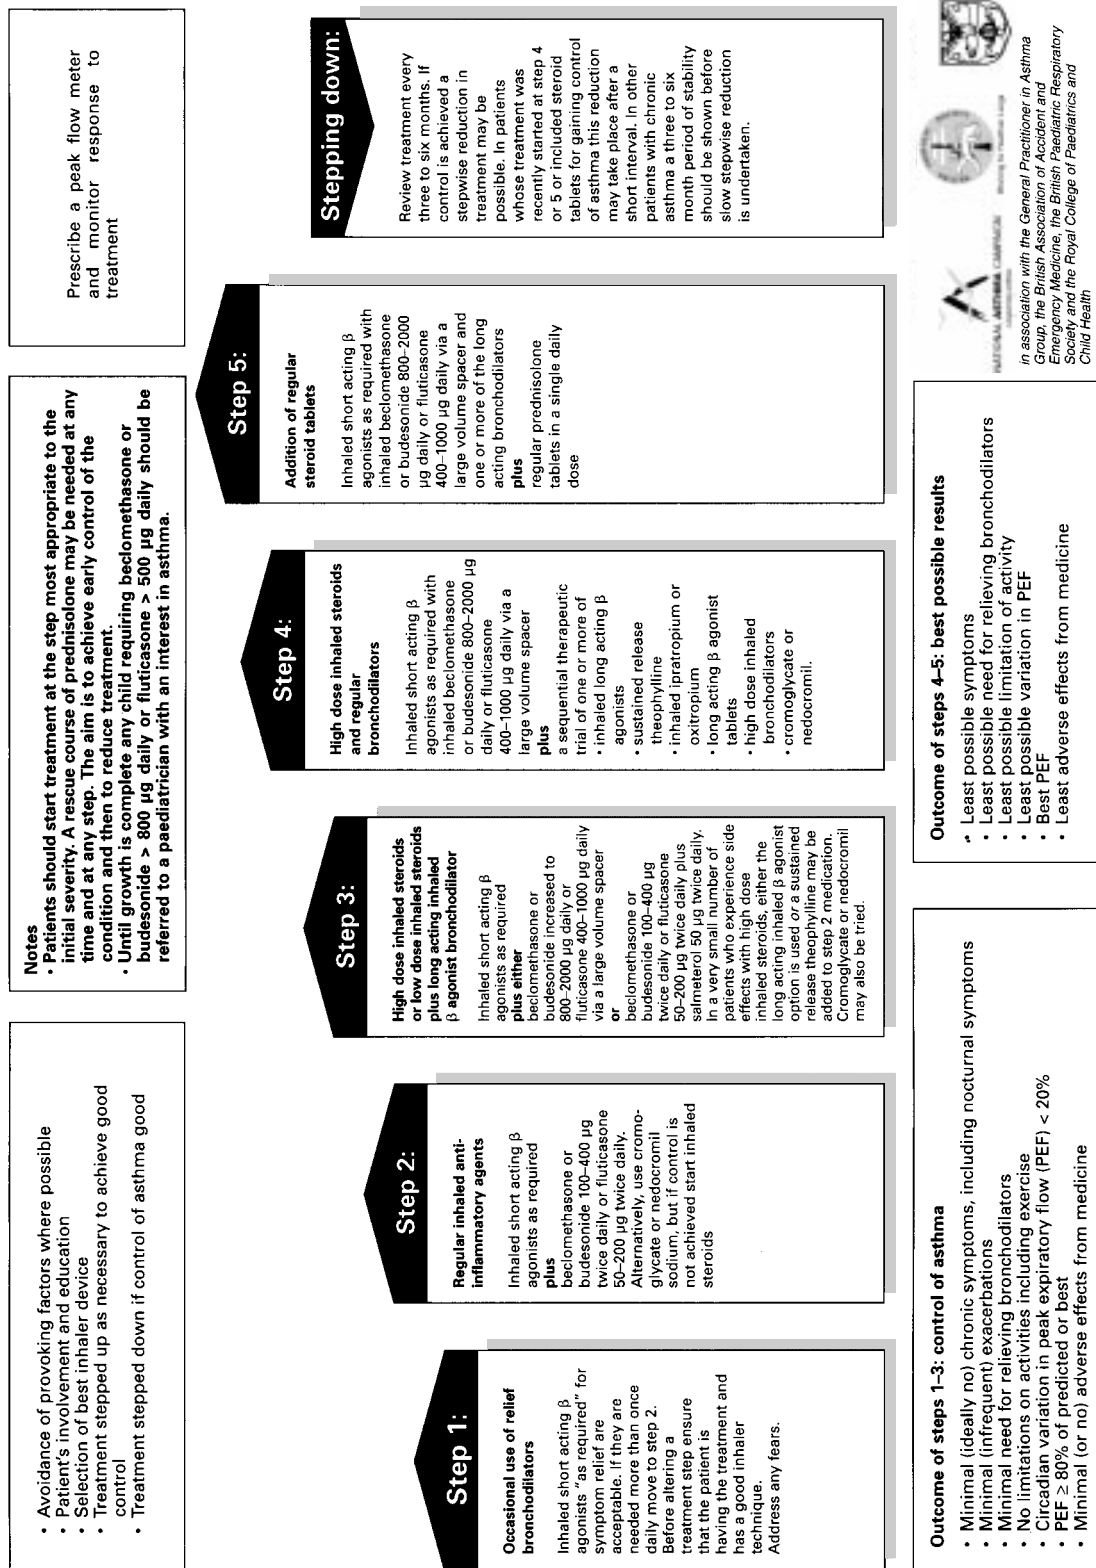 • Avoidance of provoking factors where possible
• Patient's involvement and education
• Selection of best inhaler device
• Treatment stepped up as necessary to achieve good
control
• Treatment stepped down if control of asthma good
Notes
• Patients should start treatment at the step most appropriate to the
initial severity. A rescue course of prednisolone may be needed at any
time and at any step. The aim is to achieve early control of the
condition and then to reduce treatment.
• Until growth is complete any child requiring beclomethasone or
budesonide > 800 µg daily or fluticasone > 500 µg daily should be
referred to a paediatrician with an interest in asthma.
Prescribe a peak flow meter
and monitor response to
treatment
Step 1:
Occasional use of relief
bronchodilators
Inhaled short acting β
agonists "as required" for
symptom relief are
acceptable. If they are
needed more than once
daily move to step 2.
Before altering a
treatment step ensure
that the patient is
having the treatment and
has a good inhaler
technique.
Address any fears.
Step 2:
Regular inhaled anti-
inflammatory agents
Inhaled short acting β
agonists as required
plus
beclomethasone or
budesonide 100–400 µg
twice daily or fluticasone
50–200 µg twice daily.
Alternatively, use cromo-
glycate or nedocromil
sodium, but if control is
not achieved start inhaled
steroids
Step 3:
High dose inhaled steroids
or low dose inhaled steroids
plus long acting inhaled
β agonist bronchodilator
Inhaled short acting β
agonists as required
plus either
beclomethasone or
budesonide increased to
800–2000 µg daily or
fluticasone 400–1000 µg daily
via a large volume spacer
or
beclomethasone or
budesonide 100–400 µg
twice daily or fluticasone
50–200 µg twice daily plus
salmeterol 50 µg twice daily.
In a very small number of
patients who experience side
effects with high dose
inhaled steroids, either the
long acting inhaled β agonist
option is used or a sustained
release theophylline may be
added to step 2 medication.
Cromoglycate or nedocromil
may also be tried.
Step 4:
High dose inhaled steroids
and regular
bronchodilators
Inhaled short acting β
agonists as required with
inhaled beclomethasone
or budesonide 800–2000 µg
daily or fluticasone
400–1000 µg daily via a
large volume spacer
plus
a sequential therapeutic
trial of one or more of
• inhaled long acting β
agonists
• sustained release
theophylline
• inhaled ipratropium or
oxitropium
• long acting β agonist
tablets
• high dose inhaled
bronchodilators
• cromoglycate or
nedocromil.
Step 5:
Addition of regular
steroid tablets
Inhaled short acting β
agonists as required with
inhaled beclomethasone
or budesonide 800–2000
µg daily or fluticasone
400–1000 µg daily via a
large volume spacer and
one or more of the long
acting bronchodilators
plus
regular prednisolone
tablets in a single daily
dose
Stepping down:
Review treatment every
three to six months. If
control is achieved a
stepwise reduction in
treatment may be
possible. In patients
whose treatment was
recently started at step 4
or 5 or included steroid
tablets for gaining control
of asthma this reduction
may take place after a
short interval. In other
patients with chronic
asthma a three to six
month period of stability
should be shown before
slow stepwise reduction
is undertaken.
Outcome of steps 1–3: control of asthma
• Minimal (ideally no) chronic symptoms, including nocturnal symptoms
• Minimal (infrequent) exacerbations
• Minimal need for relieving bronchodilators
• No limitations on activities including exercise
• Circadian variation in peak expiratory flow (PEF) < 20%
• PEF ≥ 80% of predicted or best
• Minimal (or no) adverse effects from medicine
Outcome of steps 4–5: best possible results
• Least possible symptoms
• Least possible need for relieving bronchodilators
• Least possible limitation of activity
• Least possible variation in PEF
• Best PEF
• Least adverse effects from medicine
NATIONAL ASTHMA CAMPAIGN
in association with the General Practitioner in Asthma
Group, the British Association of Accident and
Emergency Medicine, the British Paediatric Respiratory
Society and the Royal College of Paediatrics and
Child Health